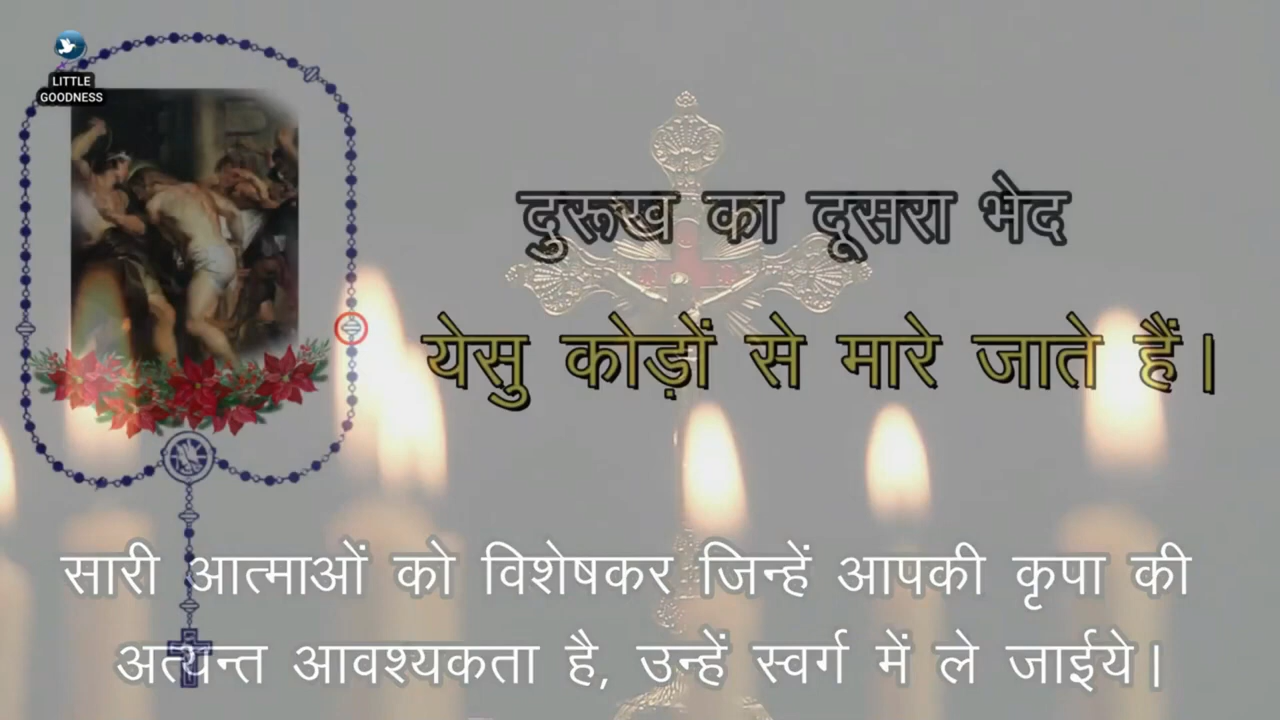 LITTLE
GOODNESS
दुरूख का दूसरा भेद
येसु कोड़ों से मारे जाते हैं।
सारी आत्माओं को विशेषकर जिन्हें आपकी कृपा की
अत्यन्त आवश्यकता है, उन्हें स्वर्ग में ले जाईये।